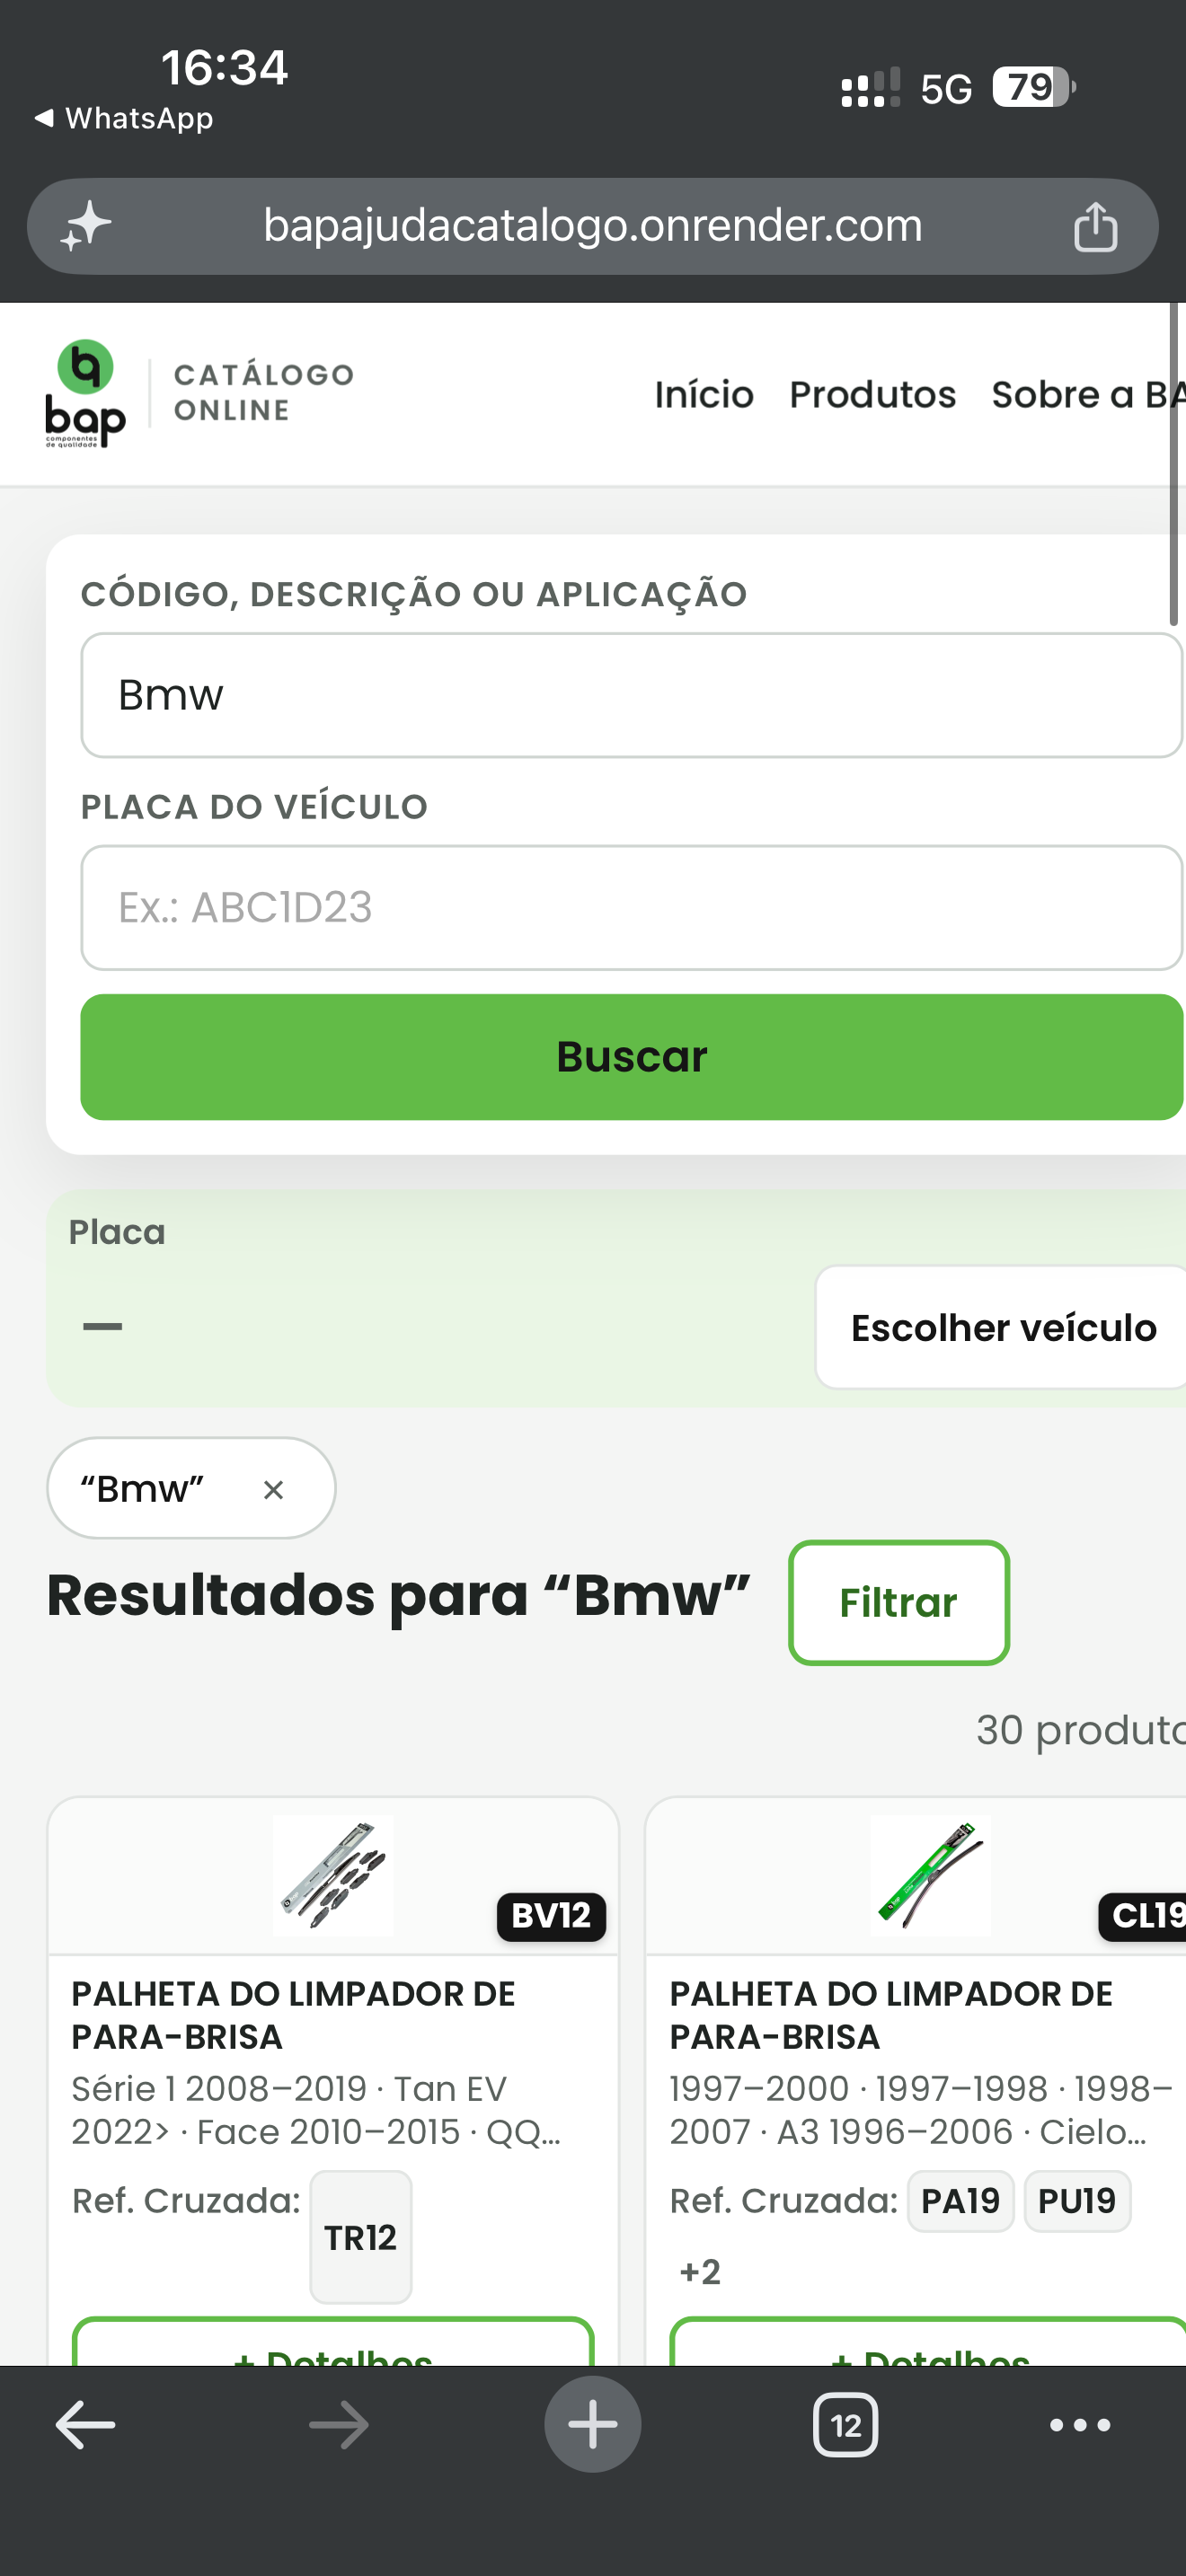 16:34
5G
79
WhatsApp
bapajudacatalogo.onrender.com
bap
componentes
de qualidade
CATÁLOGO
ONLINE
Início
Produtos
Sobre a BA
CÓDIGO, DESCRIÇÃO OU APLICAÇÃO
Bmw
PLACA DO VEÍCULO
Ex.: ABC1D23
Buscar
Placa
—
Escolher veículo
“Bmw” ×
Resultados para “Bmw”
Filtrar
30 produto
BV12
PALHETA DO LIMPADOR DE
PARA-BRISA
Série 1 2008–2019 · Tan EV
2022> · Face 2010–2015 · QQ...
Ref. Cruzada: TR12
+ Detalhes
CL19
PALHETA DO LIMPADOR DE
PARA-BRISA
1997–2000 · 1997–1998 · 1998–
2007 · A3 1996–2006 · Cielo...
Ref. Cruzada: PA19 PU19
+2
+ Detalhes
12